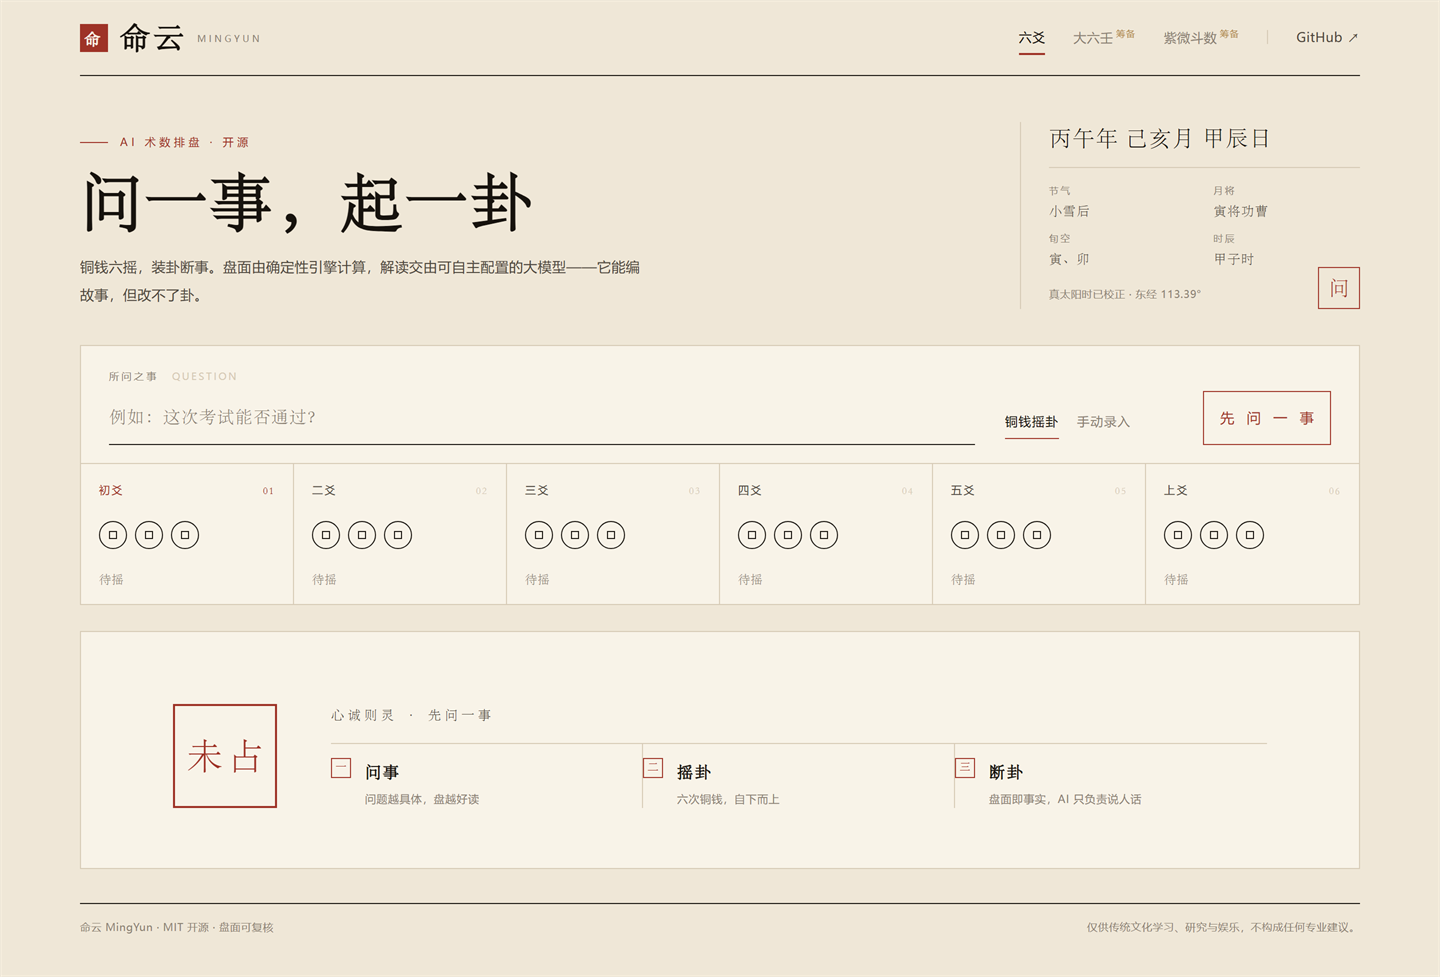 命 命云 MINGYUN 六爻 大六壬 筹备 紫微斗数 筹备 GitHub ↗
AI 术数排盘 · 开源
问一事，起一卦
铜钱六摇，装卦断事。盘面由确定性引擎计算，解读交由可自主配置的大模型——它能编
故事，但改不了卦。
丙午年 己亥月 甲辰日
节气 月将
小雪后 寅将功曹
旬空 时辰
寅、卯 甲子时
真太阳时已校正 · 东经 113.39°
问
所问之事 QUESTION
例如：这次考试能否通过？
铜钱摇卦 手动录入
先问一事
初爻 01 二爻 02 三爻 03 四爻 04 五爻 05 上爻 06
待摇 待摇 待摇 待摇 待摇 待摇
未占
心诚则灵 · 先问一事
一 问事 二 摇卦 三 断卦
问题越具体，盘越好读 六次铜钱，自下而上 盘面即事实，AI 只负责说人话
命云 MingYun · MIT 开源 · 盘面可复核
仅供传统文化学习、研究与娱乐，不构成任何专业建议。